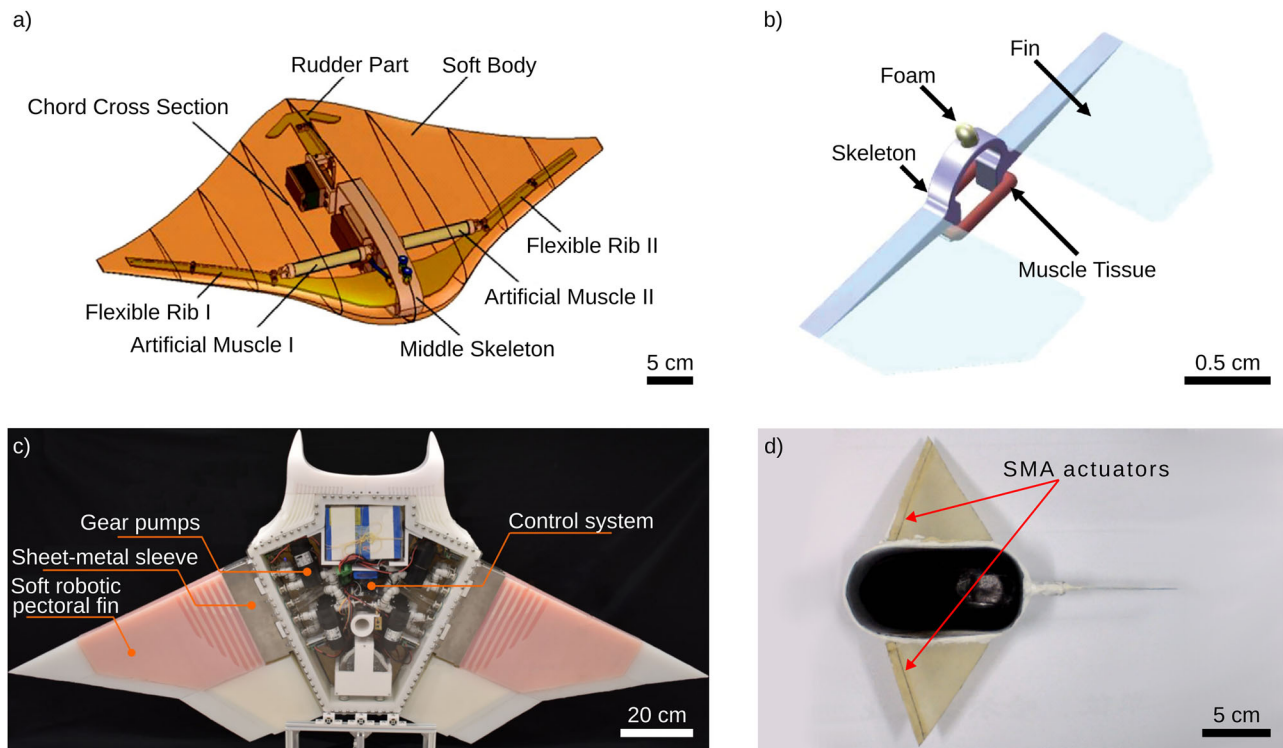 a)
Rudder Part
Soft Body
Chord Cross Section
Flexible Rib II
Artificial Muscle II
Flexible Rib I
Artificial Muscle I
Middle Skeleton
5 cm
b)
Fin
Foam
Skeleton
Muscle Tissue
0.5 cm
c)
Gear pumps
Control system
Sheet-metal sleeve
Soft robotic
pectoral fin
20 cm
d)
SMA actuators
5 cm